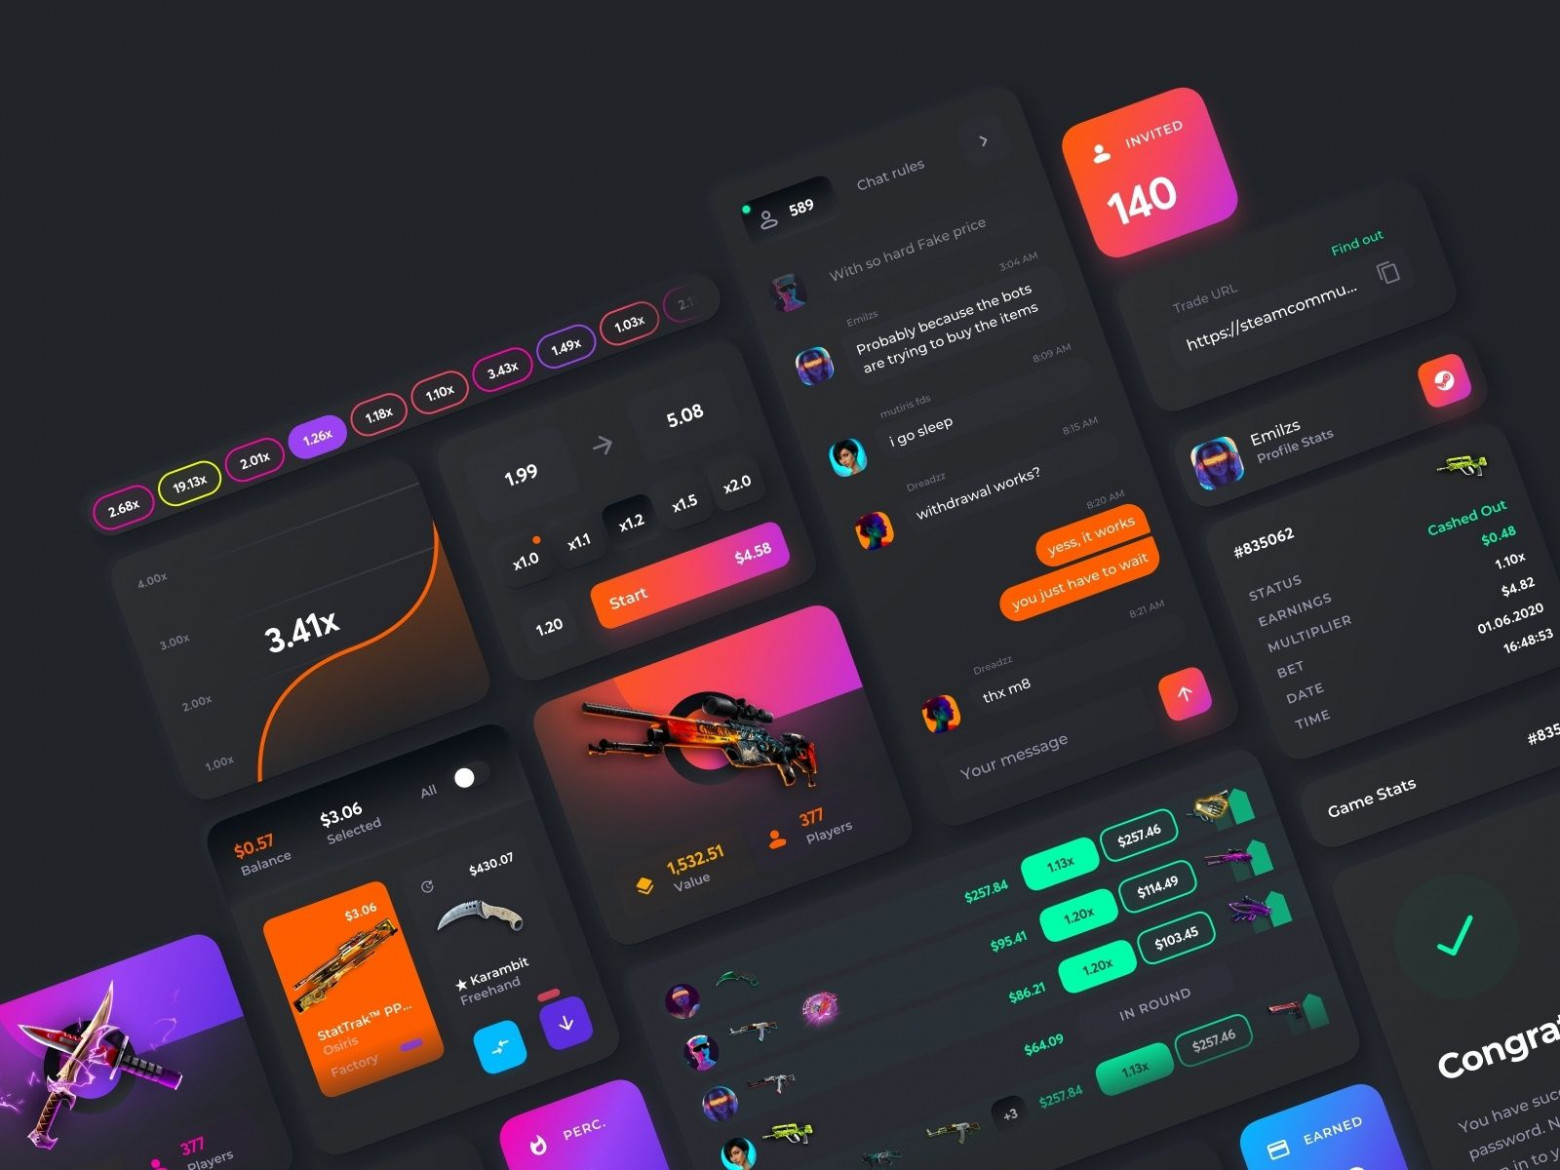 INVITED
140
589
Chat rules
With so hard Fake price
3:04 AM
Emilzs
Probably because the bots
are trying to buy the items
8:09 AM
mutiris fds
i go sleep
8:15 AM
Dreadzz
withdrawal works?
8:20 AM
yess, it works
you just have to wait
8:21 AM
Dreadzz
thx m8
Your message
Find out
Trade URL
https://steamcommu...
Emilzs
Profile Stats
#835062
STATUS
Cashed Out
EARNINGS
$0.48
MULTIPLIER
1.10x
BET
$4.82
DATE
01.06.2020
TIME
16:48:53
Game Stats
#835
2.68x
19.13x
2.01x
1.26x
1.18x
1.10x
3.43x
1.49x
1.03x
4.00x
3.00x
2.00x
1.00x
3.41x
1.99
5.08
x1.0
x1.1
x1.2
x1.5
x2.0
1.20
Start
$4.58
1,532.51
Value
377
Players
$0.57
Balance
$3.06
Selected
All
$3.06
StatTrak™ PP...
Osiris
Factory
$430.07
★ Karambit
Freehand
377
Players
PERC.
$257.84
1.13x
$257.46
$95.41
1.20x
$114.49
$86.21
1.20x
$103.45
$64.09
IN ROUND
+3
$257.84
1.13x
$257.46
EARNED
Congra
You have suc
password. N
in to y